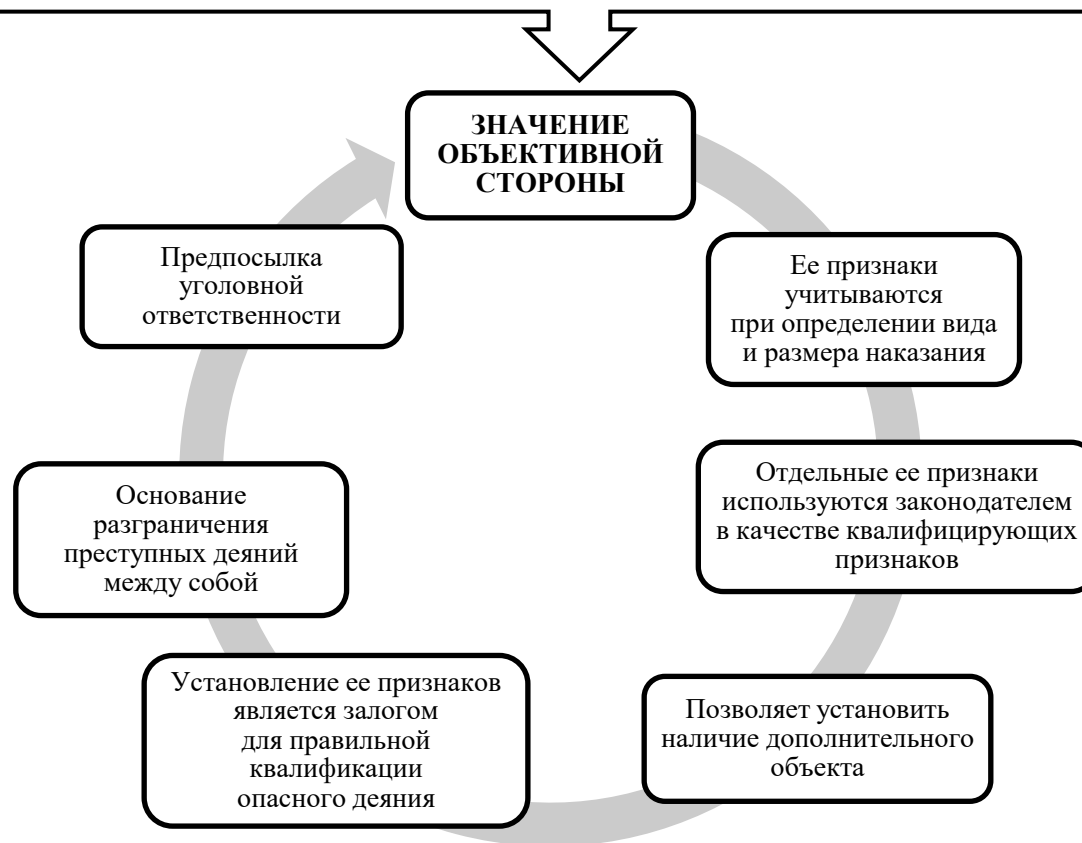 ЗНАЧЕНИЕ
ОБЪЕКТИВНОЙ
СТОРОНЫ
Ее признаки
учитываются
при определении вида
и размера наказания
Отдельные ее признаки
используются законодателем
в качестве квалифицирующих
признаков
Позволяет установить
наличие дополнительного
объекта
Установление ее признаков
является залогом
для правильной
квалификации
опасного деяния
Основание
разграничения
преступных деяний
между собой
Предпосылка
уголовной
ответственности